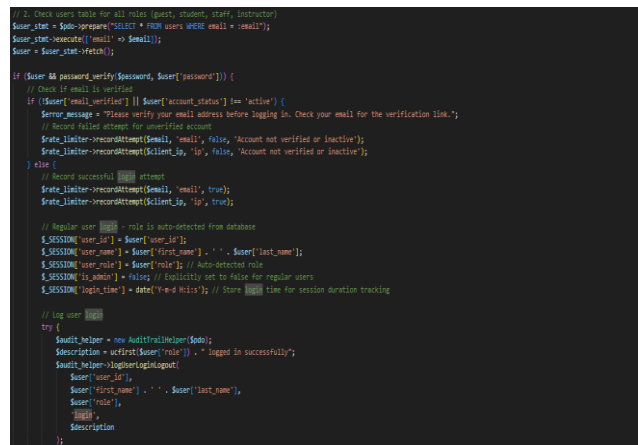 // 2. Check users table for all roles (guest, student, staff, instructor)
$user_stmt = $pdo->prepare("SELECT * FROM users WHERE email = :email");
$user_stmt->execute(['email' => $email]);
$user = $user_stmt->fetch();
if ($user && password_verify($password, $user['password'])) {
// Check if email is verified
if (!$user['email_verified'] || $user['account_status'] !== 'active') {
$error_message = "Please verify your email address before logging in. Check your email for the verification link.";
// Record failed attempt for unverified account
$rate_limiter->recordAttempt($email, 'email', false, 'Account not verified or inactive');
$rate_limiter->recordAttempt($client_ip, 'ip', false, 'Account not verified or inactive');
} else {
// Record successful login attempt
$rate_limiter->recordAttempt($email, 'email', true);
$rate_limiter->recordAttempt($client_ip, 'ip', true);
// Regular user login - role is auto-detected from database
$_SESSION['user_id'] = $user['user_id'];
$_SESSION['user_name'] = $user['first_name'] . ' ' . $user['last_name'];
$_SESSION['user_role'] = $user['role']; // Auto-detected role
$_SESSION['is_admin'] = false; // Explicitly set to false for regular users
$_SESSION['login_time'] = date('Y-m-d H:i:s'); // Store login time for session duration tracking
// Log user login
try {
$audit_helper = new AuditTrailHelper($pdo);
$description = ucfirst($user['role']) . " logged in successfully";
$audit_helper->logUserLoginLogout(
$user['user_id'],
$user['first_name'] . ' ' . $user['last_name'],
$user['role'],
'login',
$description
);